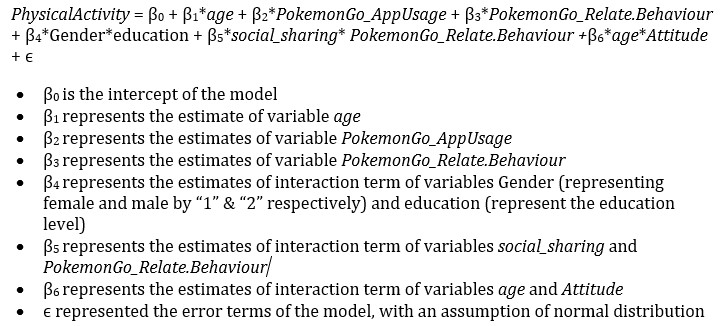 PhysicalActivity = β₀ + β₁*age + β₂*PokemonGo_AppUsage + β₃*PokemonGo_Relate.Behaviour
+ β₄*Gender*education + β₅*social_sharing* PokemonGo_Relate.Behaviour +β₆*age*Attitude
+ ϵ
• β₀ is the intercept of the model
• β₁ represents the estimate of variable age
• β₂ represents the estimates of variable PokemonGo_AppUsage
• β₃ represents the estimates of variable PokemonGo_Relate.Behaviour
• β₄ represents the estimates of interaction term of variables Gender (representing
female and male by “1” & “2” respectively) and education (represent the education
level)
• β₅ represents the estimates of interaction term of variables social_sharing and
PokemonGo_Relate.Behaviour/
• β₆ represents the estimates of interaction term of variables age and Attitude
• ϵ represented the error terms of the model, with an assumption of normal distribution